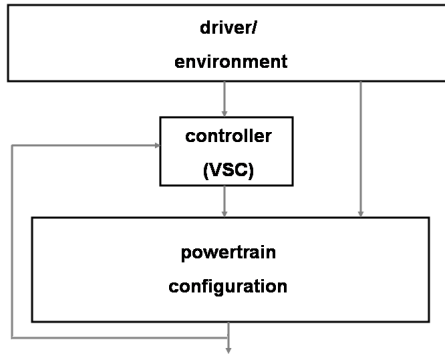 driver/
environment
controller
(VSC)
powertrain
configuration